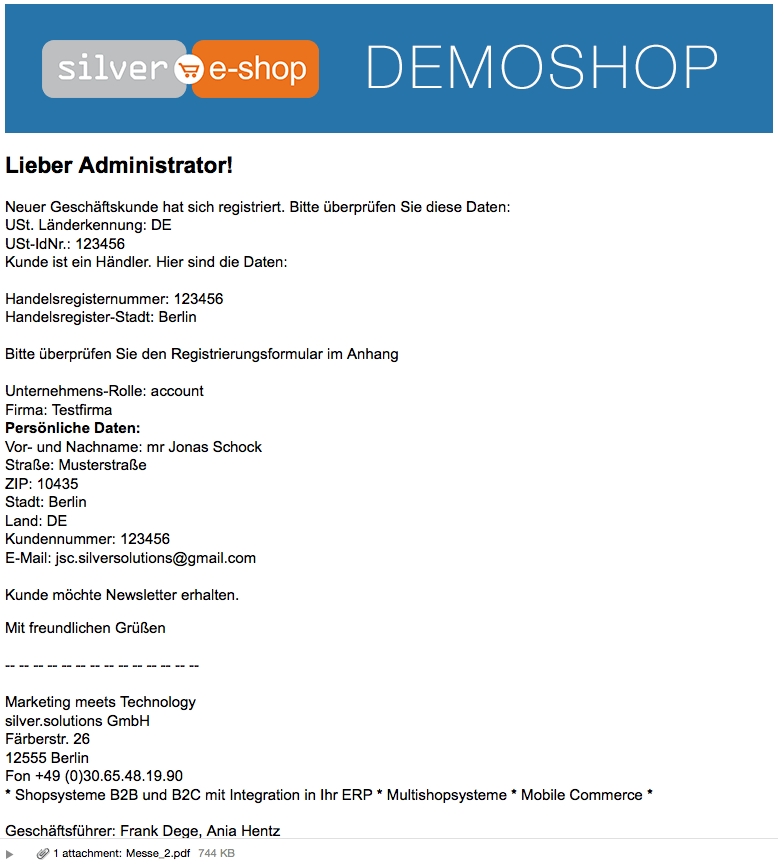 silver e-shop DEMOSHOP
Lieber Administrator!
Neuer Geschäftskunde hat sich registriert. Bitte überprüfen Sie diese Daten:
USt. Länderkennung: DE
USt-IdNr.: 123456
Kunde ist ein Händler. Hier sind die Daten:
Handelsregisternummer: 123456
Handelsregister-Stadt: Berlin
Bitte überprüfen Sie den Registrierungsformular im Anhang
Unternehmens-Rolle: account
Firma: Testfirma
Persönliche Daten:
Vor- und Nachname: mr Jonas Schock
Straße: Musterstraße
ZIP: 10435
Stadt: Berlin
Land: DE
Kundennummer: 123456
E-Mail: jsc.silversolutions@gmail.com
Kunde möchte Newsletter erhalten.
Mit freundlichen Grüßen
-- -- -- -- -- -- -- -- -- -- -- -- -- --
Marketing meets Technology
silver.solutions GmbH
Färberstr. 26
12555 Berlin
Fon +49 (0)30.65.48.19.90
* Shopsysteme B2B und B2C mit Integration in Ihr ERP * Multishopsysteme * Mobile Commerce *
Geschäftsführer: Frank Dege, Ania Hentz
1 attachment: Messe_2.pdf 744 KB